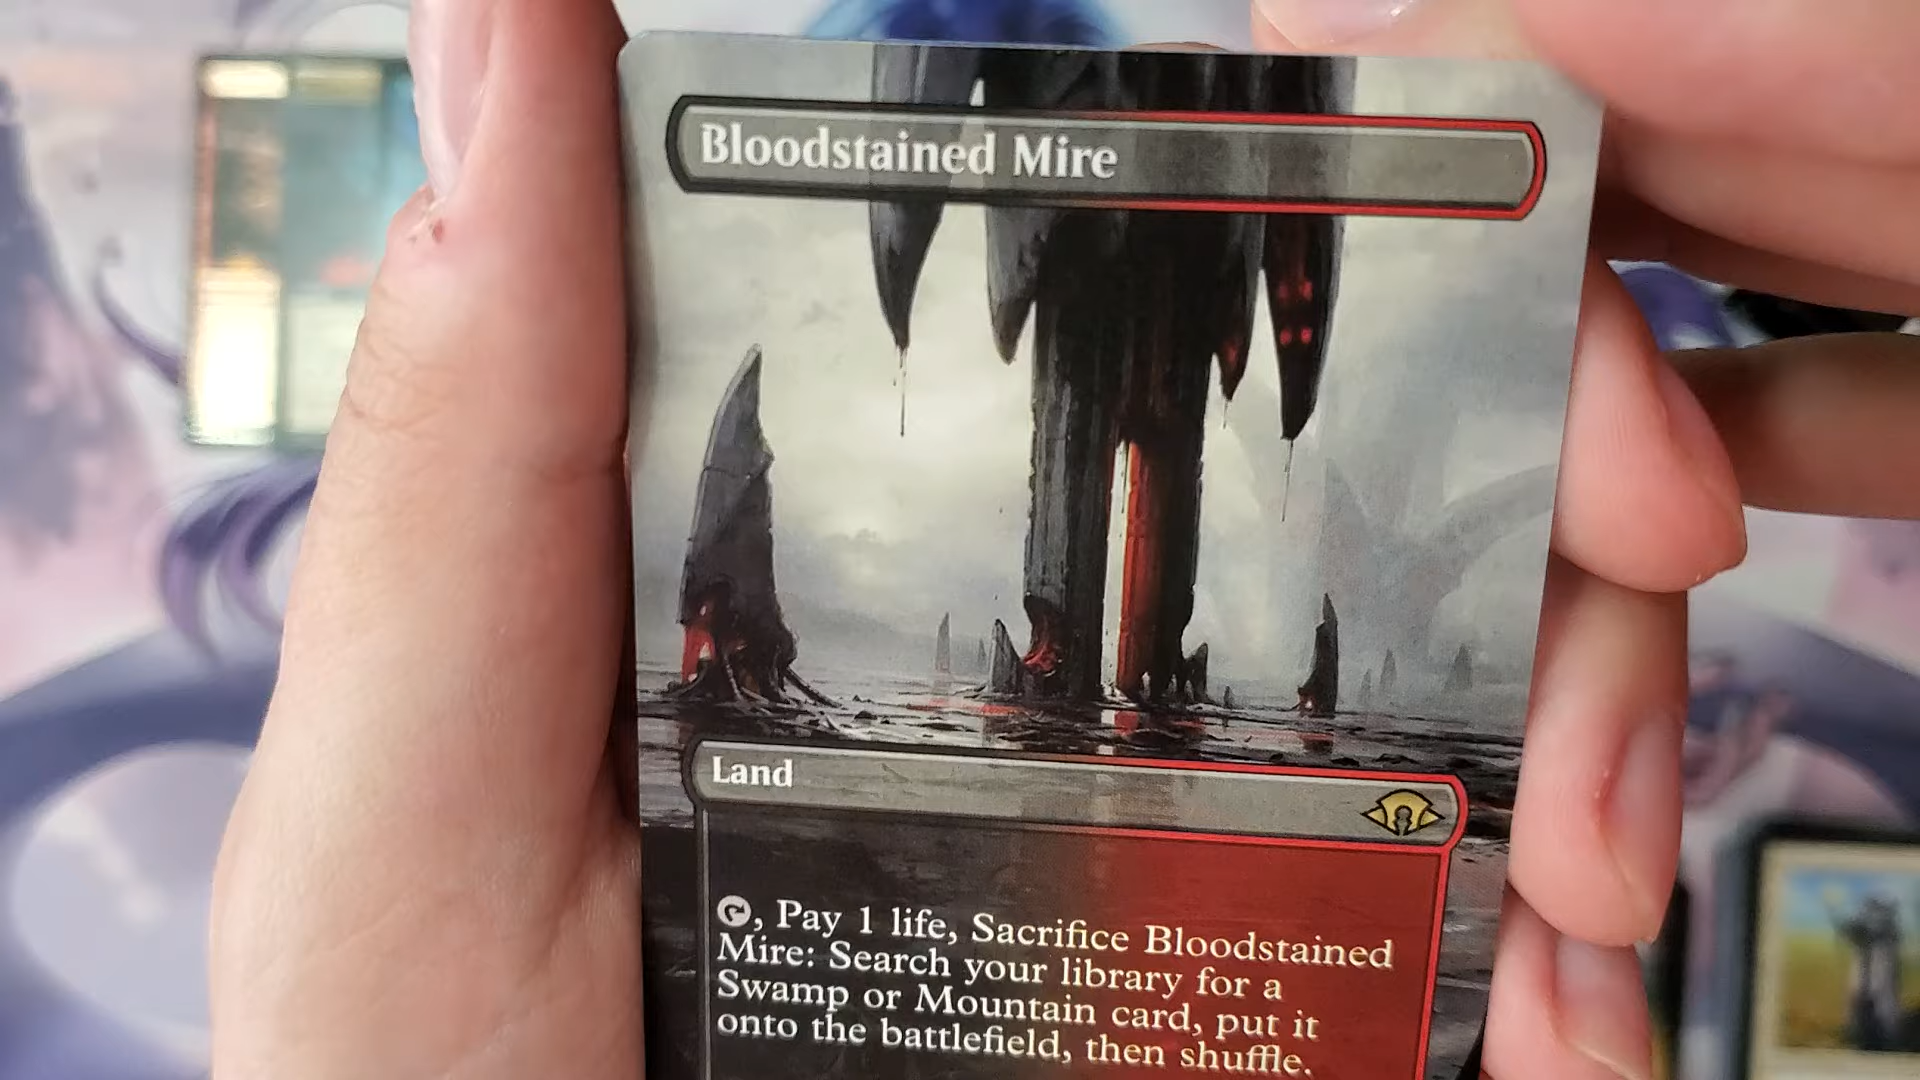 Bloodstained Mire
Land
, Pay 1 life, Sacrifice Bloodstained
Mire: Search your library for a
Swamp or Mountain card, put it
onto the battlefield, then shuffle.